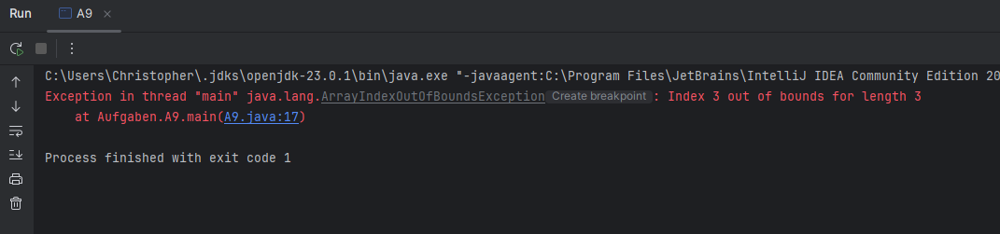 Run A9
C:\Users\Christopher\.jdks\openjdk-23.0.1\bin\java.exe "-javaagent:C:\Program Files\JetBrains\IntelliJ IDEA Community Edition 20
Exception in thread "main" java.lang.ArrayIndexOutOfBoundsException Create breakpoint : Index 3 out of bounds for length 3
at Aufgaben.A9.main(A9.java:17)
Process finished with exit code 1